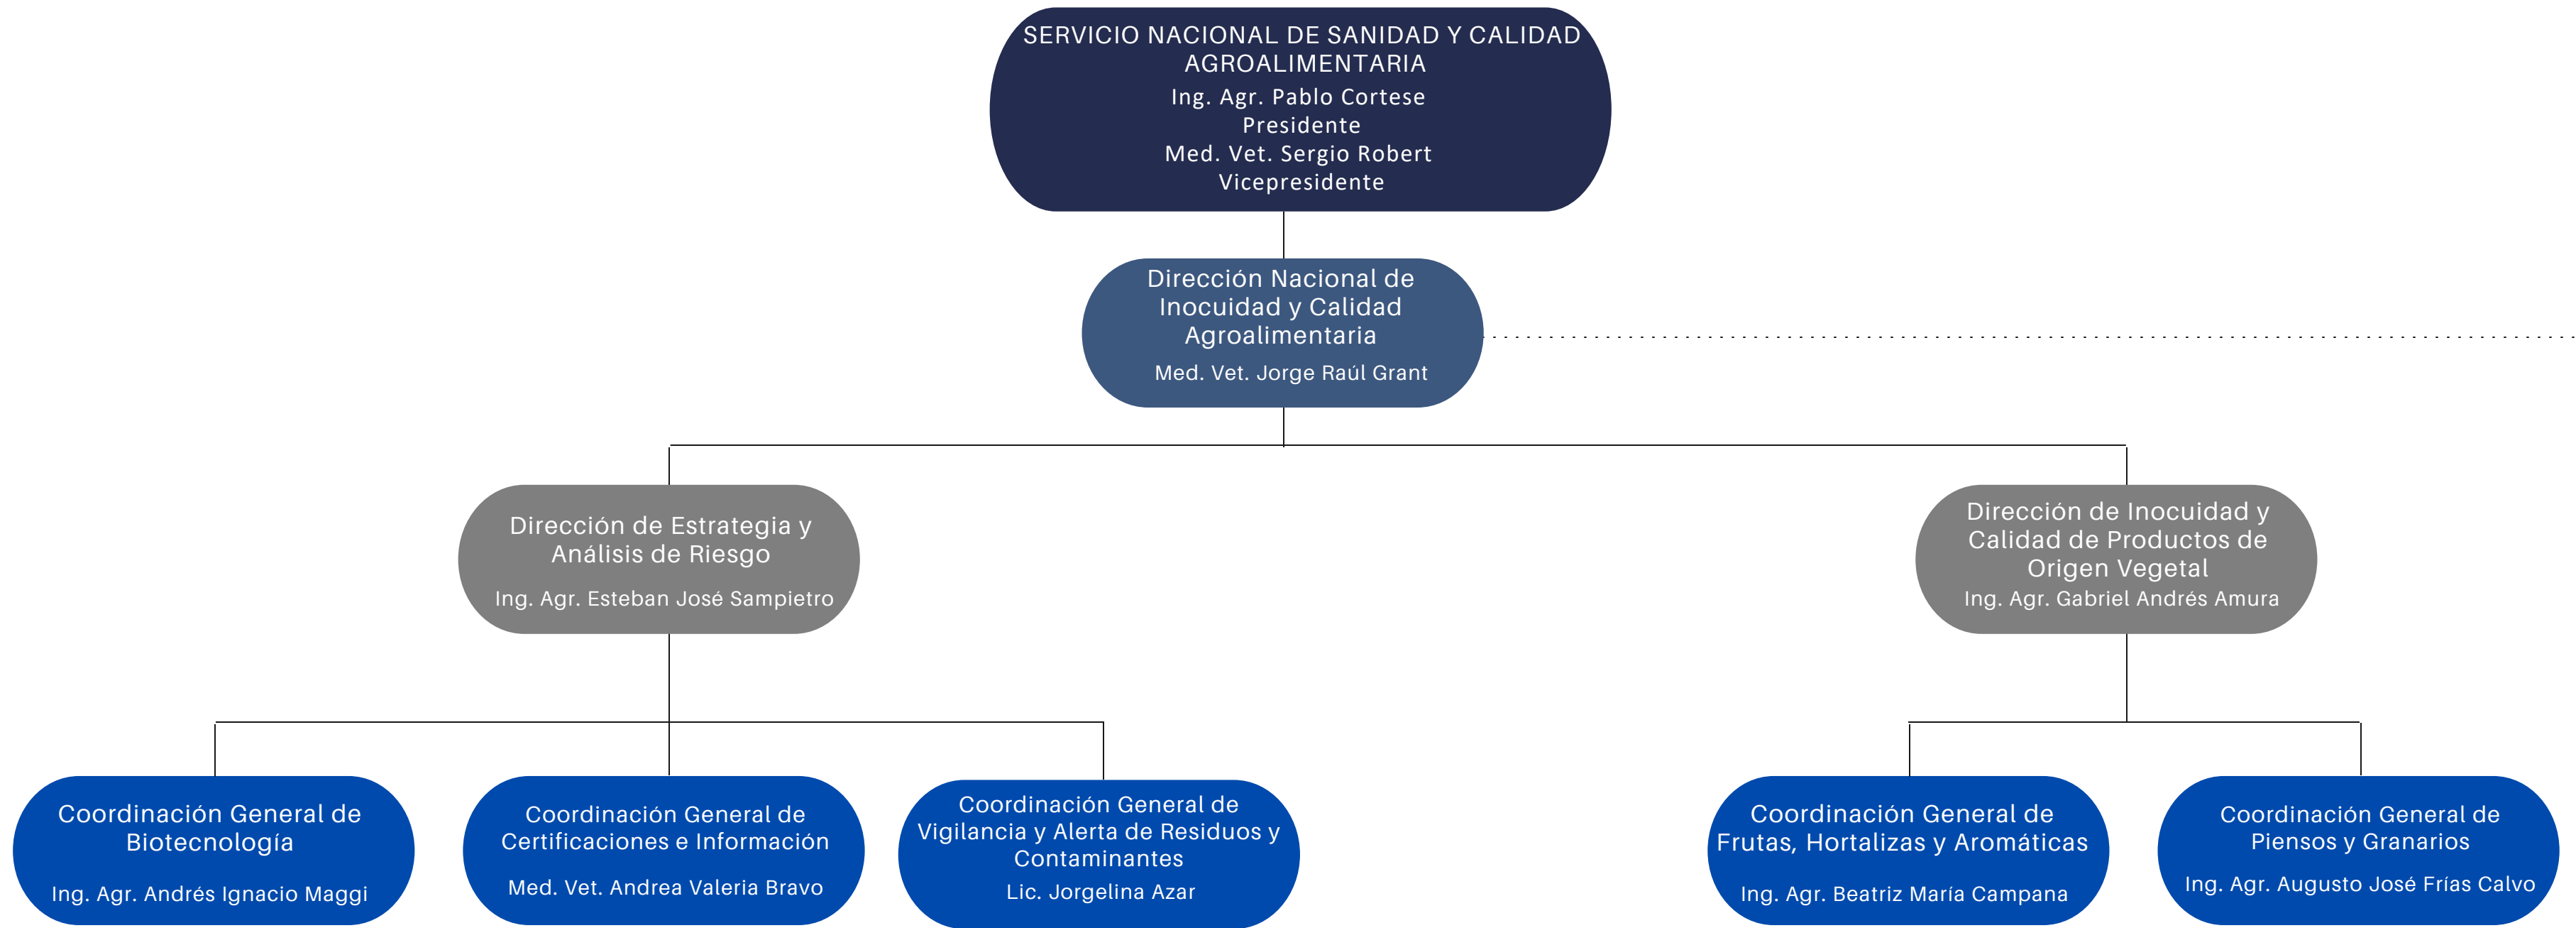 SERVICIO NACIONAL DE SANIDAD Y CALIDAD
AGROALIMENTARIA
Ing. Agr. Pablo Cortese
Presidente
Med. Vet. Sergio Robert
Vicepresidente
Dirección Nacional de
Inocuidad y Calidad
Agroalimentaria
Med. Vet. Jorge Raúl Grant
Dirección de Estrategia y
Análisis de Riesgo
Ing. Agr. Esteban José Sampietro
Dirección de Inocuidad y
Calidad de Productos de
Origen Vegetal
Ing. Agr. Gabriel Andrés Amura
Coordinación General de
Biotecnología
Ing. Agr. Andrés Ignacio Maggi
Coordinación General de
Certificaciones e Información
Med. Vet. Andrea Valeria Bravo
Coordinación General de
Vigilancia y Alerta de Residuos y
Contaminantes
Lic. Jorgelina Azar
Coordinación General de
Frutas, Hortalizas y Aromáticas
Ing. Agr. Beatriz María Campana
Coordinación General de
Piensos y Granarios
Ing. Agr. Augusto José Frías Calvo